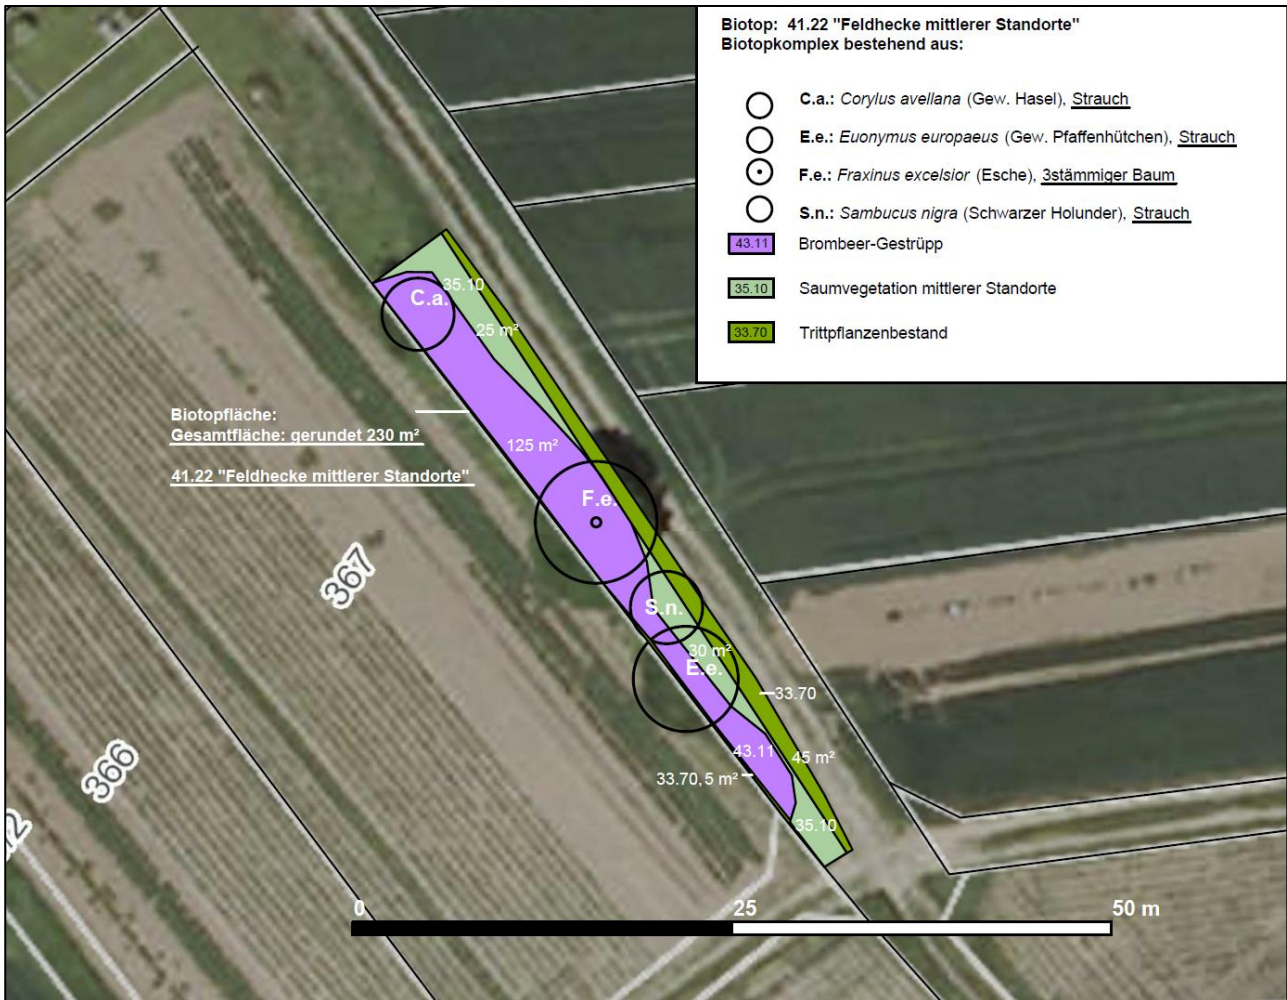 Biotop: 41.22 "Feldhecke mittlerer Standorte"
Biotopkomplex bestehend aus:
C.a.: Corylus avellana (Gew. Hasel), Strauch
E.e.: Euonymus europaeus (Gew. Pfaffenhütchen), Strauch
F.e.: Fraxinus excelsior (Esche), 3stämmiger Baum
S.n.: Sambucus nigra (Schwarzer Holunder), Strauch
43.11 Brombeer-Gestrüpp
35.10 Saumvegetation mittlerer Standorte
33.70 Trittpflanzenbestand
35.10
C.a.
25 m²
Biotopfläche:
Gesamtfläche: gerundet 230 m²
125 m²
41.22 "Feldhecke mittlerer Standorte"
F.e.
367
S.n.
30 m²
E.e.
33.70
43.11
45 m²
366
33.70, 5 m²
35.10
0 25 50 m